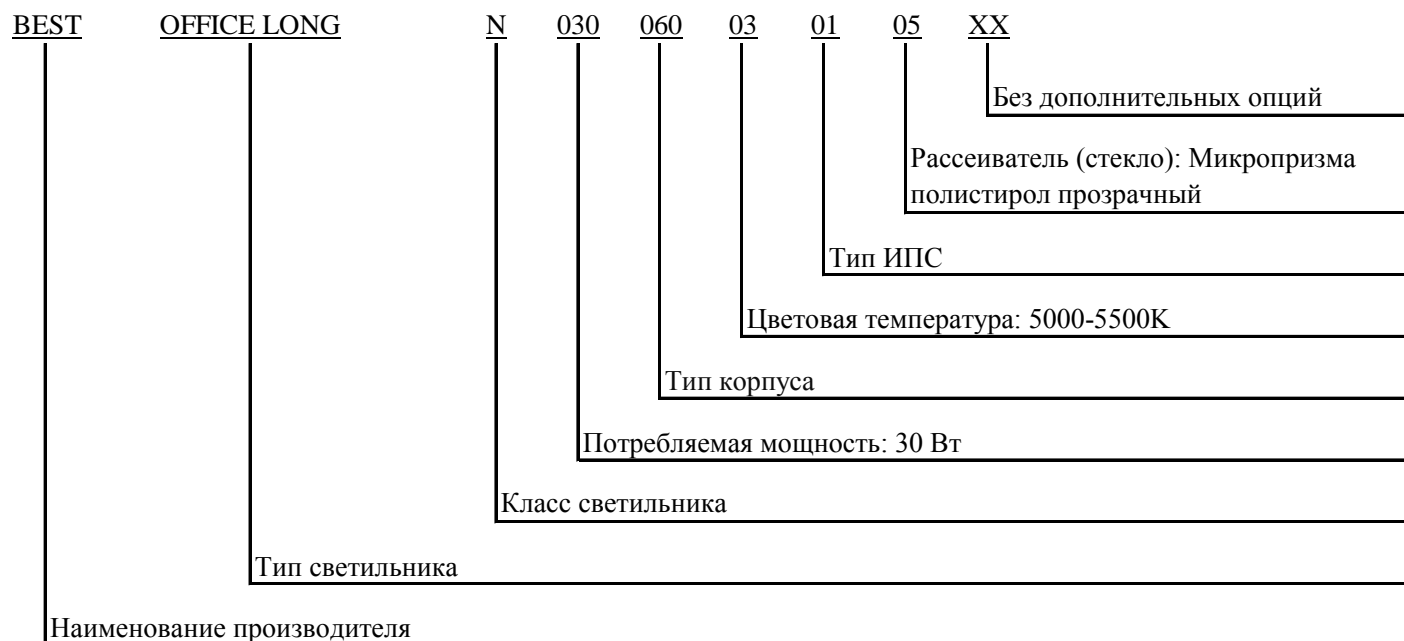 BEST OFFICE LONG N 030 060 03 01 05 XX
Без дополнительных опций
Рассеиватель (стекло): Микропризма
полистирол прозрачный
Тип ИПС
Цветовая температура: 5000-5500K
Тип корпуса
Потребляемая мощность: 30 Вт
Класс светильника
Тип светильника
Наименование производителя